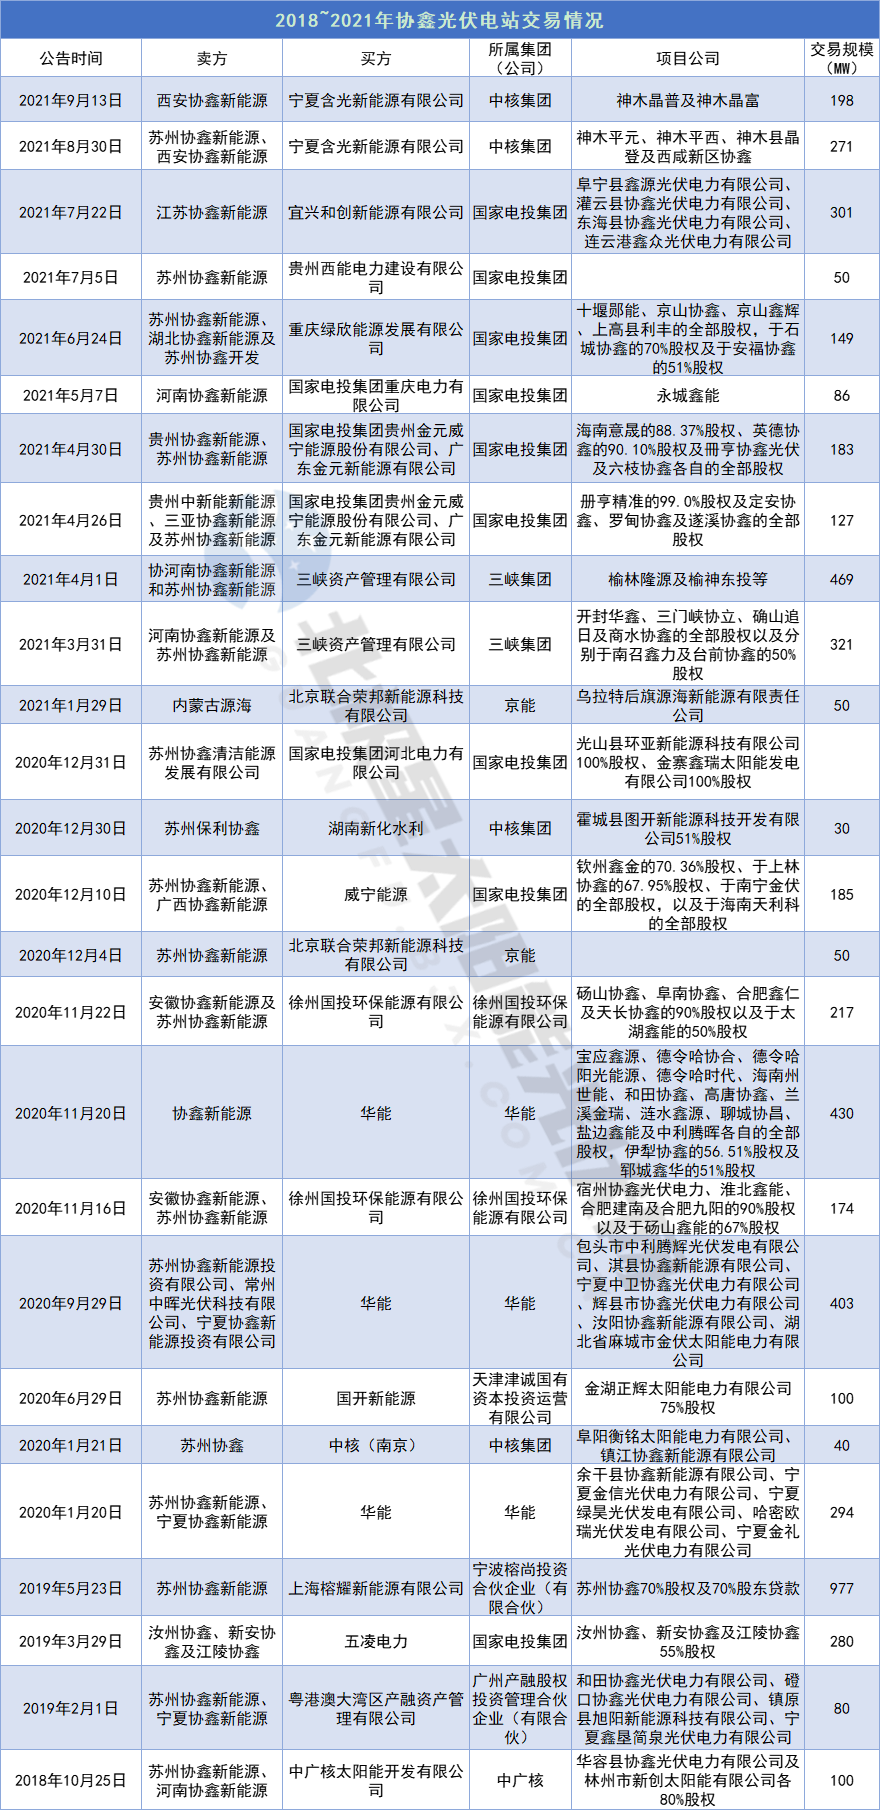 2018~2021年协鑫光伏电站交易情况
公告时间 卖方 买方 所属集团（公司） 项目公司 交易规模（MW）
2021年9月13日 西安协鑫新能源 宁夏含光新能源有限公司 中核集团 神木晶普及神木晶富 198
2021年8月30日 苏州协鑫新能源、西安协鑫新能源 宁夏含光新能源有限公司 中核集团 神木平元、神木平西、神木县晶登及西咸新区协鑫 271
2021年7月22日 江苏协鑫新能源 宜兴和创新能源有限公司 国家电投集团 阜宁县鑫源光伏电力有限公司、灌云县协鑫光伏电力有限公司、东海县协鑫光伏电力有限公司、连云港鑫众光伏电力有限公司 301
2021年7月5日 苏州协鑫新能源 贵州西能电力建设有限公司 国家电投集团 50
2021年6月24日 苏州协鑫新能源、湖北协鑫新能源及苏州协鑫开发 重庆绿欣能源发展有限公司 国家电投集团 十堰郧能、京山协鑫、京山鑫辉、上高县利丰的全部股权，于石城协鑫的70%股权及于安福协鑫的51%股权 149
2021年5月7日 河南协鑫新能源 国家电投集团重庆电力有限公司 国家电投集团 永城鑫能 86
2021年4月30日 贵州协鑫新能源、苏州协鑫新能源 国家电投集团贵州金元威宁能源股份有限公司、广东金元新能源有限公司 国家电投集团 海南意晟的88.37%股权、英德协鑫的90.10%股权及册亨协鑫光伏及六枝协鑫各自的全部股权 183
2021年4月26日 贵州中新能新能源、三亚协鑫新能源及苏州协鑫新能源 国家电投集团贵州金元威宁能源股份有限公司、广东金元新能源有限公司 国家电投集团 册亨精准的99.0%股权及定安协鑫、罗甸协鑫及遂溪协鑫的全部股权 127
2021年4月1日 协河南协鑫新能源和苏州协鑫新能源 三峡资产管理有限公司 三峡集团 榆林隆源及榆神东投等 469
2021年3月31日 河南协鑫新能源及苏州协鑫新能源 三峡资产管理有限公司 三峡集团 开封华鑫、三门峡协立、确山追日及商水协鑫的全部股权以及分别于南召鑫力及台前协鑫的50%股权 321
2021年1月29日 内蒙古源海 北京联合荣邦新能源科技有限公司 京能 乌拉特后旗源海新能源有限责任公司 50
2020年12月31日 苏州协鑫清洁能源发展有限公司 国家电投集团河北电力有限公司 国家电投集团 光山县环亚新能源科技有限公司100%股权、金寨鑫瑞太阳能发电有限公司100%股权
2020年12月30日 苏州保利协鑫 湖南新化水利 中核集团 霍城县图开新能源科技开发有限公司51%股权 30
2020年12月10日 苏州协鑫新能源、广西协鑫新能源 威宁能源 国家电投集团 钦州鑫金的70.36%股权、于上林协鑫的67.95%股权、于南宁金伏的全部股权，以及于海南天利科的全部股权 185
2020年12月4日 苏州协鑫新能源 北京联合荣邦新能源科技有限公司 京能 50
2020年11月22日 安徽协鑫新能源及苏州协鑫新能源 徐州国投环保能源有限公司 徐州国投环保能源有限公司 砀山协鑫、阜南协鑫、合肥鑫仁及天长协鑫的90%股权以及于太湖鑫能的50%股权 217
2020年11月20日 协鑫新能源 华能 华能 宝应鑫源、德令哈协合、德令哈阳光能源、德令哈时代、海南州世能、和田协鑫、高唐协鑫、兰溪金瑞、涟水鑫源、聊城协昌、盐边鑫能及中利腾晖各自的全部股权，伊犁协鑫的56.51%股权及郓城鑫华的51%股权 430
2020年11月16日 安徽协鑫新能源、苏州协鑫新能源 徐州国投环保能源有限公司 徐州国投环保能源有限公司 宿州协鑫光伏电力、淮北鑫能、合肥建南及合肥九阳的90%股权以及于砀山鑫能的67%股权 174
2020年9月29日 苏州协鑫新能源投资有限公司、常州中晖光伏科技有限公司、宁夏协鑫新能源投资有限公司 华能 华能 包头市中利腾辉光伏发电有限公司、淇县协鑫新能源有限公司、宁夏中卫协鑫光伏电力有限公司、辉县市协鑫光伏电力有限公司、汝阳协鑫新能源有限公司、湖北省麻城市金伏太阳能电力有限公司 403
2020年6月29日 苏州协鑫新能源 国开新能源 天津津诚国有资本投资运营有限公司 金湖正辉太阳能电力有限公司75%股权 100
2020年1月21日 苏州协鑫 中核（南京） 中核集团 阜阳衡铭太阳能电力有限公司、镇江协鑫新能源有限公司 40
2020年1月20日 苏州协鑫新能源、宁夏协鑫新能源 华能 华能 余干县协鑫新能源有限公司、宁夏金信光伏电力有限公司、宁夏绿昊光伏发电有限公司、哈密欧瑞光伏发电有限公司、宁夏金礼光伏电力有限公司 294
2019年5月23日 苏州协鑫新能源 上海榕耀新能源有限公司 宁波榕尚投资合伙企业（有限合伙） 苏州协鑫70%股权及70%股东贷款 977
2019年3月29日 汝州协鑫、新安协鑫及江陵协鑫 五凌电力 国家电投集团 汝州协鑫、新安协鑫及江陵协鑫55%股权 280
2019年2月1日 苏州协鑫新能源、宁夏协鑫新能源 粤港澳大湾区产融资产管理有限公司 广州产融股权投资管理合伙企业（有限合伙） 和田协鑫光伏电力有限公司、磴口协鑫光伏电力有限公司、镇原县旭阳新能源科技有限公司、宁夏鑫垦简泉光伏电力有限公司 80
2018年10月25日 苏州协鑫新能源、河南协鑫新能源 中广核太阳能开发有限公司 中广核 华容县协鑫光伏电力有限公司及林州市新创太阳能有限公司各80%股权 100
北极星太阳能光伏网